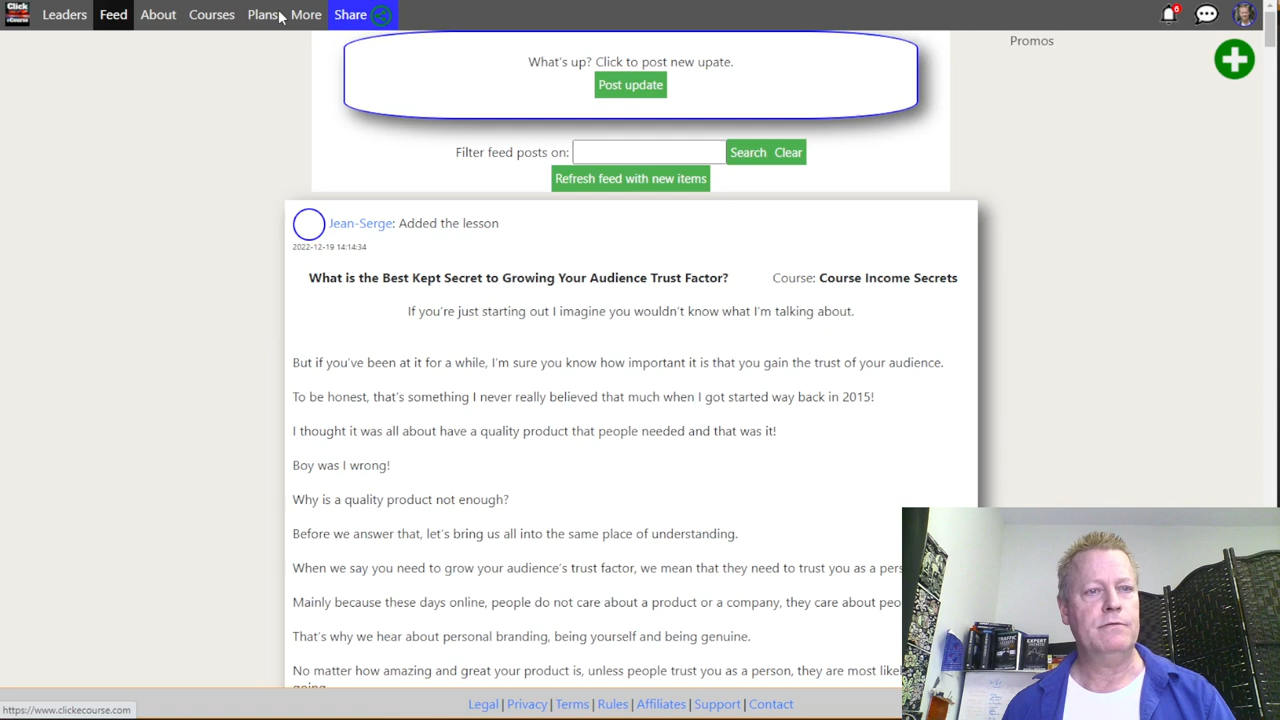 Click
eCourse
Leaders Feed About Courses Plans More Share
6
Promos
What's up? Click to post new upate.
Post update
Filter feed posts on: Search Clear
Refresh feed with new items
Jean-Serge: Added the lesson
2022-12-19 14:14:34
What is the Best Kept Secret to Growing Your Audience Trust Factor? Course: Course Income Secrets
If you're just starting out I imagine you wouldn't know what I'm talking about.
But if you've been at it for a while, I'm sure you know how important it is that you gain the trust of your audience.
To be honest, that's something I never really believed that much when I got started way back in 2015!
I thought it was all about have a quality product that people needed and that was it!
Boy was I wrong!
Why is a quality product not enough?
Before we answer that, let's bring us all into the same place of understanding.
When we say you need to grow your audience's trust factor, we mean that they need to trust you as a pers
Mainly because these days online, people do not care about a product or a company, they care about peo
That's why we hear about personal branding, being yourself and being genuine.
No matter how amazing and great your product is, unless people trust you as a person, they are most likel
going
TRAFFIC
SECRETS
EXPERT
SECRETS
Legal | Privacy | Terms | Rules | Affiliates | Support | Contact
https://www.clickecourse.com